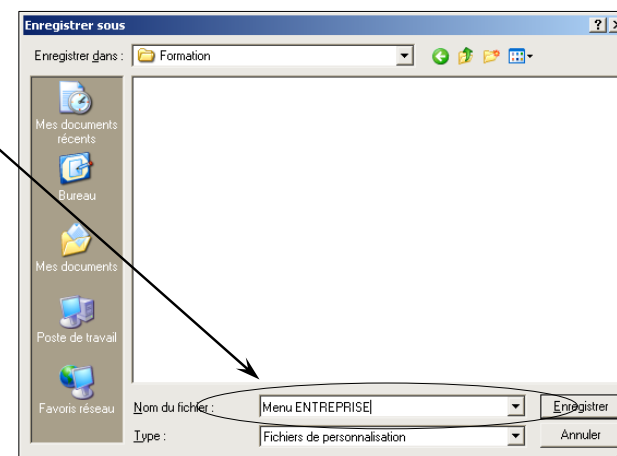 Enregistrer sous
Enregistrer dans :
Formation
Mes documents
récents
Bureau
Mes documents
Poste de travail
Favoris réseau
Nom du fichier :
Menu ENTREPRISE
Enregistrer
Type :
Fichiers de personnalisation
Annuler